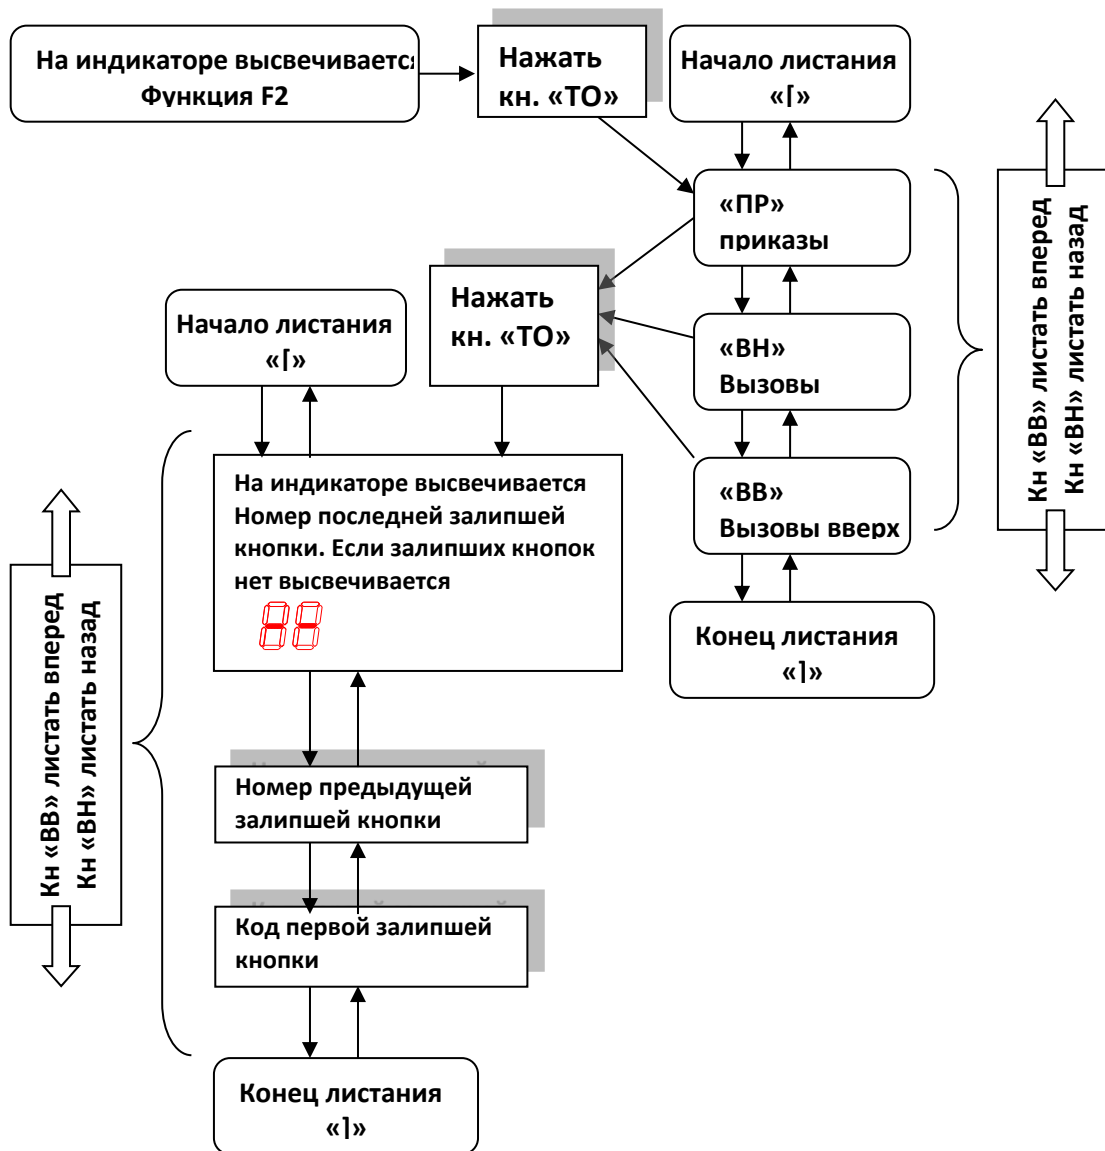 На индикаторе высвечивается
Функция F2
Нажать
кн. «ТО»
Начало листания
«[»
«ПР»
приказы
«ВН»
Вызовы
«ВВ»
Вызовы вверх
Конец листания
«]»
Кн «ВВ» листать вперед
Кн «ВН» листать назад
Нажать
кн. «ТО»
Начало листания
«[»
На индикаторе высвечивается
Номер последней залипшей
кнопки. Если залипших кнопок
нет высвечивается
--
Номер предыдущей
залипшей кнопки
Код первой залипшей
кнопки
Конец листания
«]»
Кн «ВВ» листать вперед
Кн «ВН» листать назад